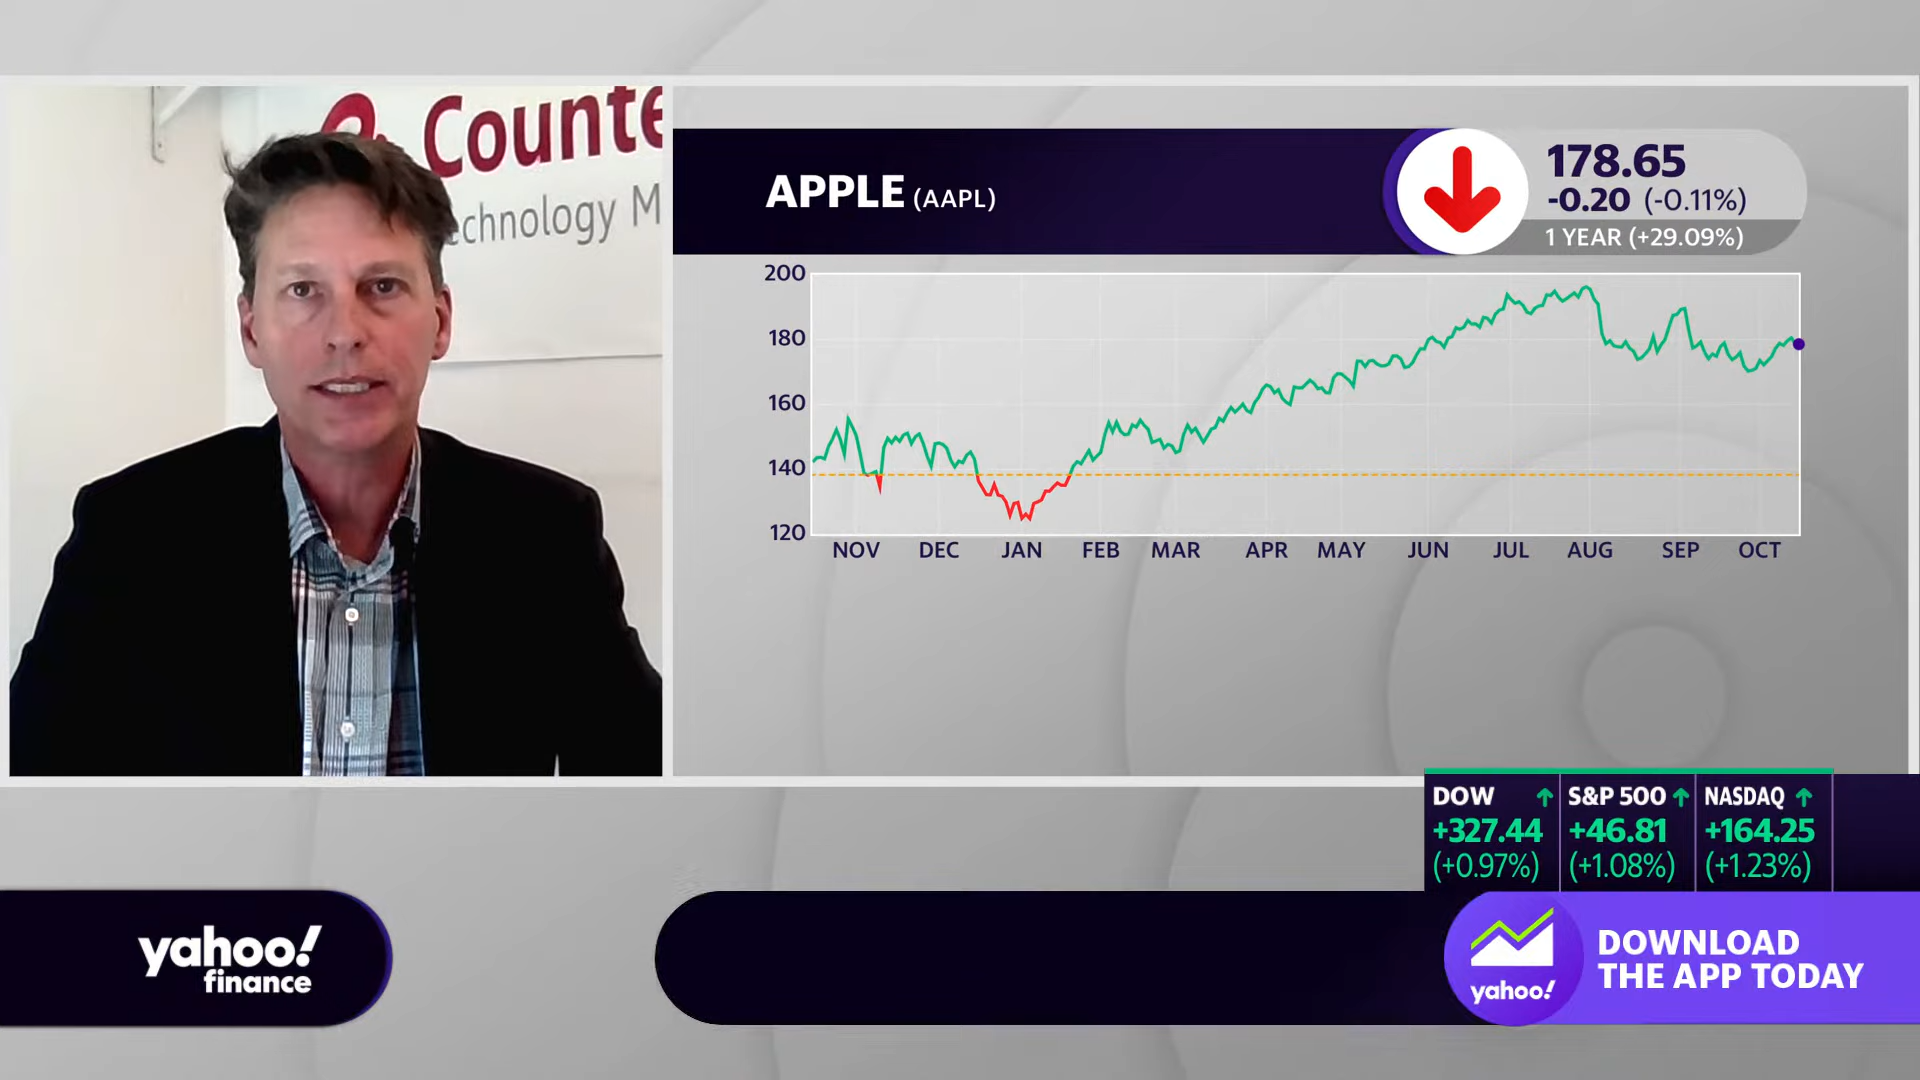 Counte
echnology M
APPLE (AAPL)
178.65
-0.20 (-0.11%)
1 YEAR (+29.09%)
200
180
160
140
120
NOV DEC JAN FEB MAR APR MAY JUN JUL AUG SEP OCT
DOW
+327.44
(+0.97%)
S&P 500
+46.81
(+1.08%)
NASDAQ
+164.25
(+1.23%)
yahoo!
finance
yahoo!
DOWNLOAD
THE APP TODAY